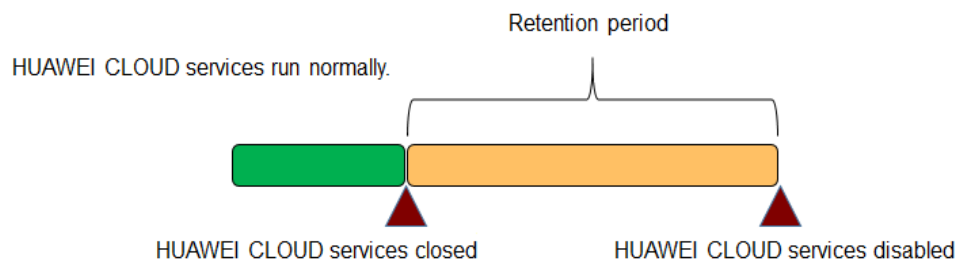 Retention period
HUAWEI CLOUD services run normally.
HUAWEI CLOUD services closed
HUAWEI CLOUD services disabled